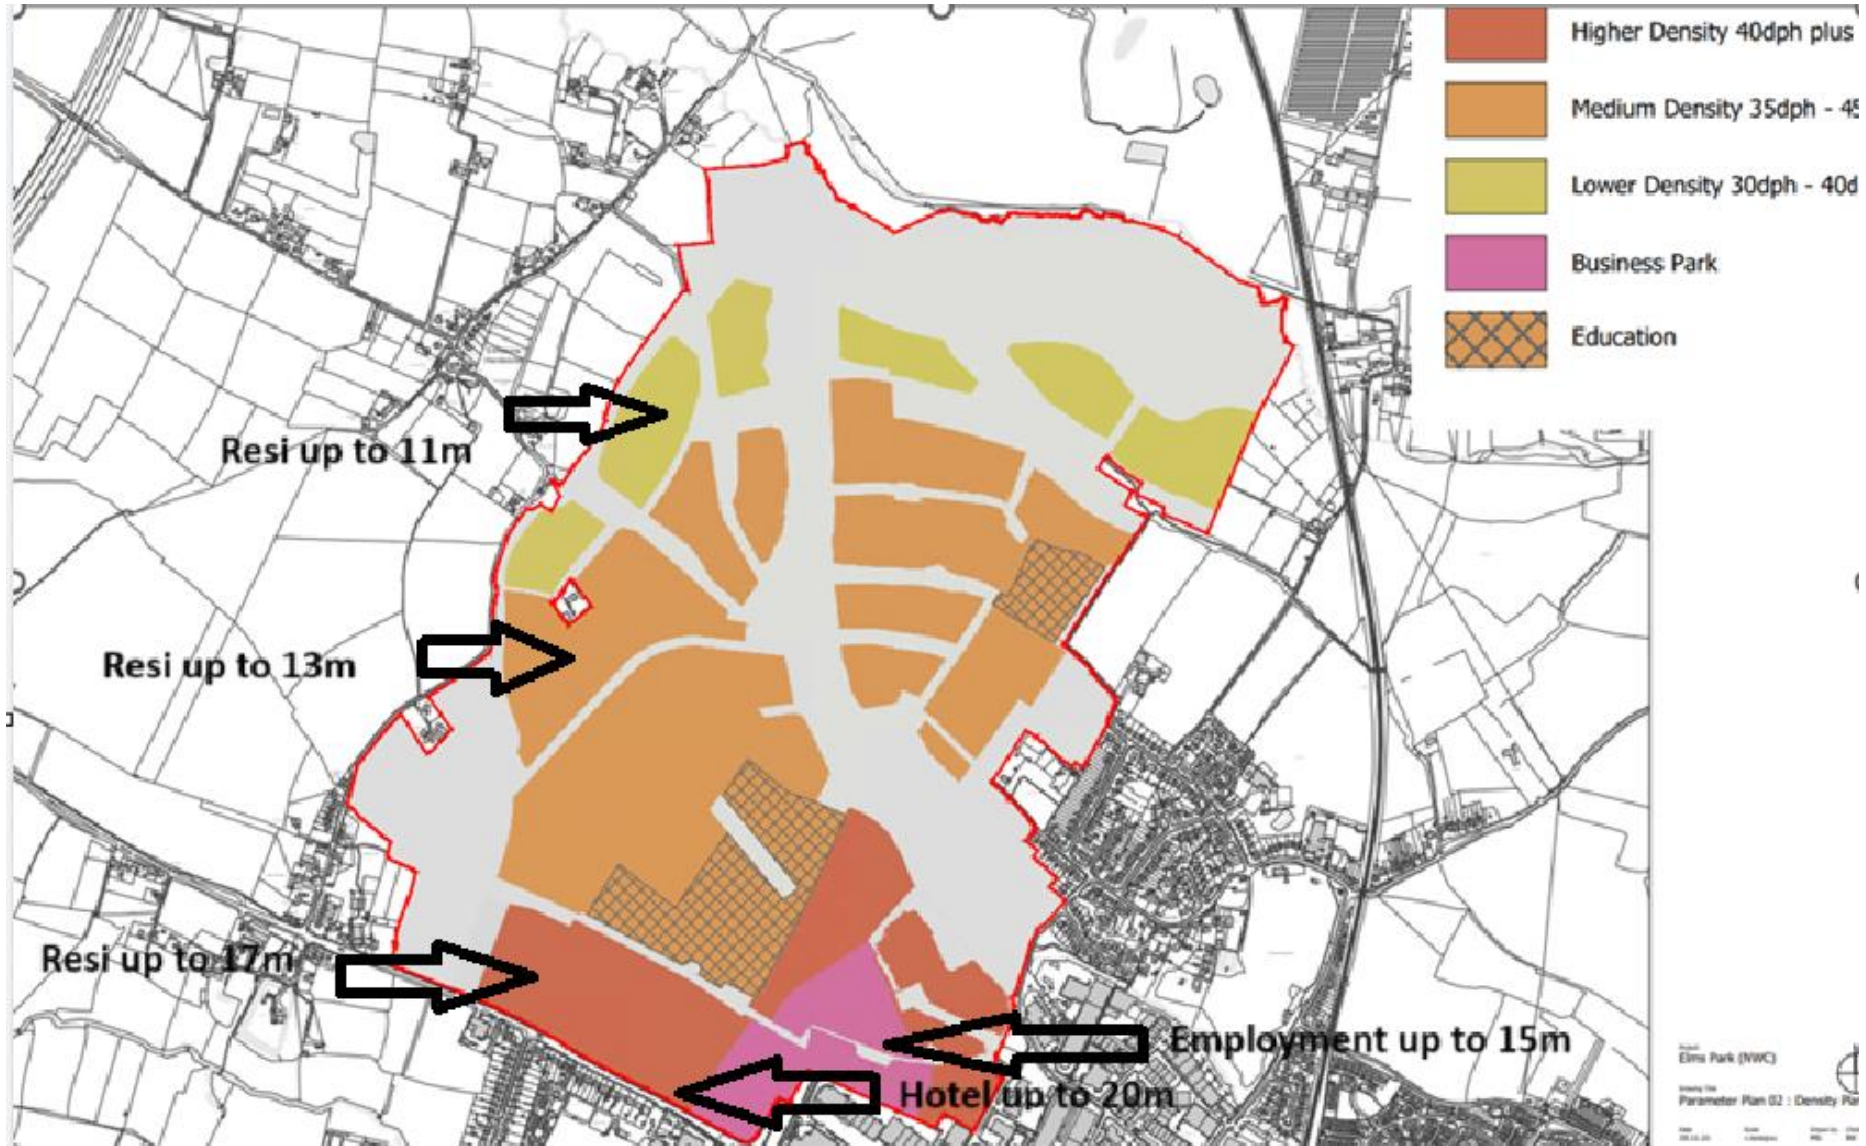 Higher Density 40dph plus
Medium Density 35dph - 45
Lower Density 30dph - 40d
Business Park
Education
Resi up to 11m
Resi up to 13m
Resi up to 17m
Employment up to 15m
Hotel up to 20m
Elms Park (NWC)
Parameter Plan 02 : Density Pla